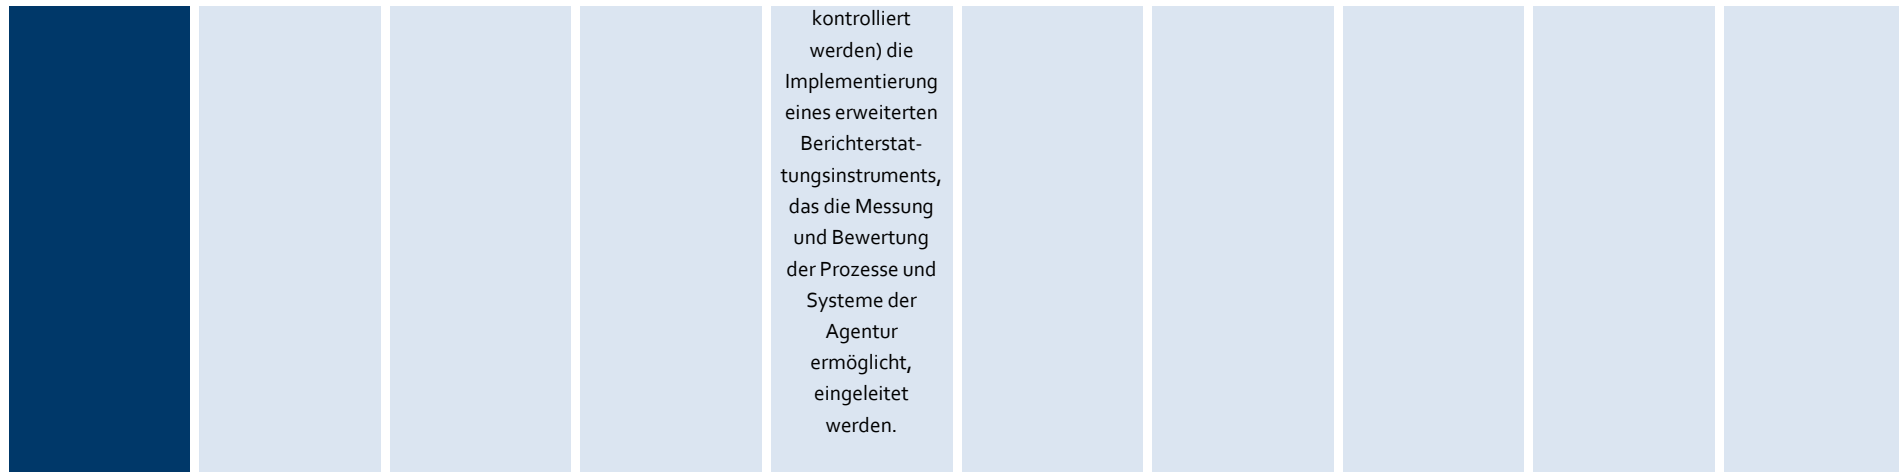 kontrolliert
werden) die
Implementierung
eines erweiterten
Berichterstat-
tungsinstruments,
das die Messung
und Bewertung
der Prozesse und
Systeme der
Agentur
ermöglicht,
eingeleitet
werden.